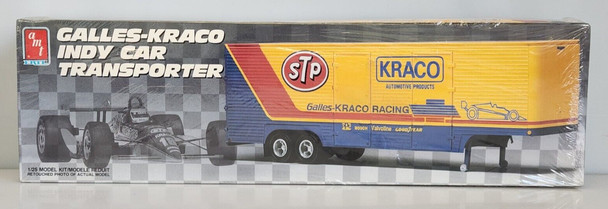 amt
ERTL
GALLES-KRACO
INDY CAR
TRANSPORTER
STP
KRACO
AUTOMOTIVE PRODUCTS
Galles-KRACO RACING
Valvoline GOODYEAR
1/25 MODEL KIT/MODELE REDUIT
RETOUCHED PHOTO OF ACTUAL MODEL